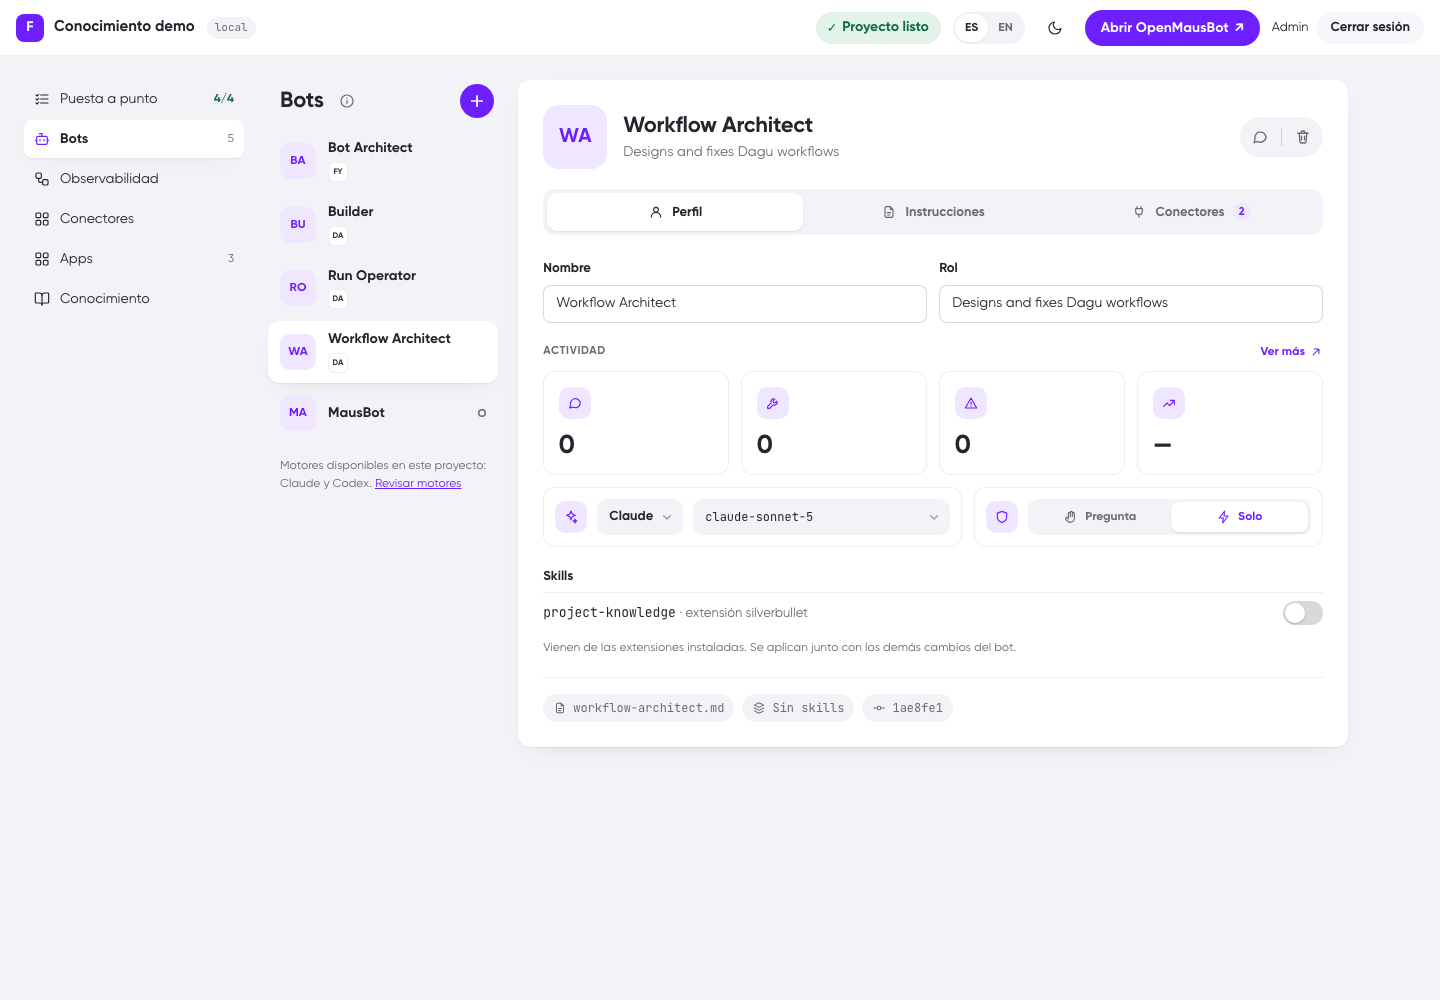 F Conocimiento demo local
✓ Proyecto listo ES EN Abrir OpenMausBot ↗ Admin Cerrar sesión
Puesta a punto 4/4
Bots 5
Observabilidad
Conectores
Apps 3
Conocimiento
Bots
BA Bot Architect
FY
BU Builder
DA
RO Run Operator
DA
WA Workflow Architect
DA
MA MausBot
Motores disponibles en este proyecto:
Claude y Codex. Revisar motores
WA Workflow Architect
Designs and fixes Dagu workflows
Perfil Instrucciones Conectores 2
Nombre Rol
Workflow Architect Designs and fixes Dagu workflows
ACTIVIDAD Ver más ↗
0 0 0 —
Claude claude-sonnet-5 Pregunta Solo
Skills
project-knowledge · extensión silverbullet
Vienen de las extensiones instaladas. Se aplican junto con los demás cambios del bot.
workflow-architect.md Sin skills 1ae8fe1